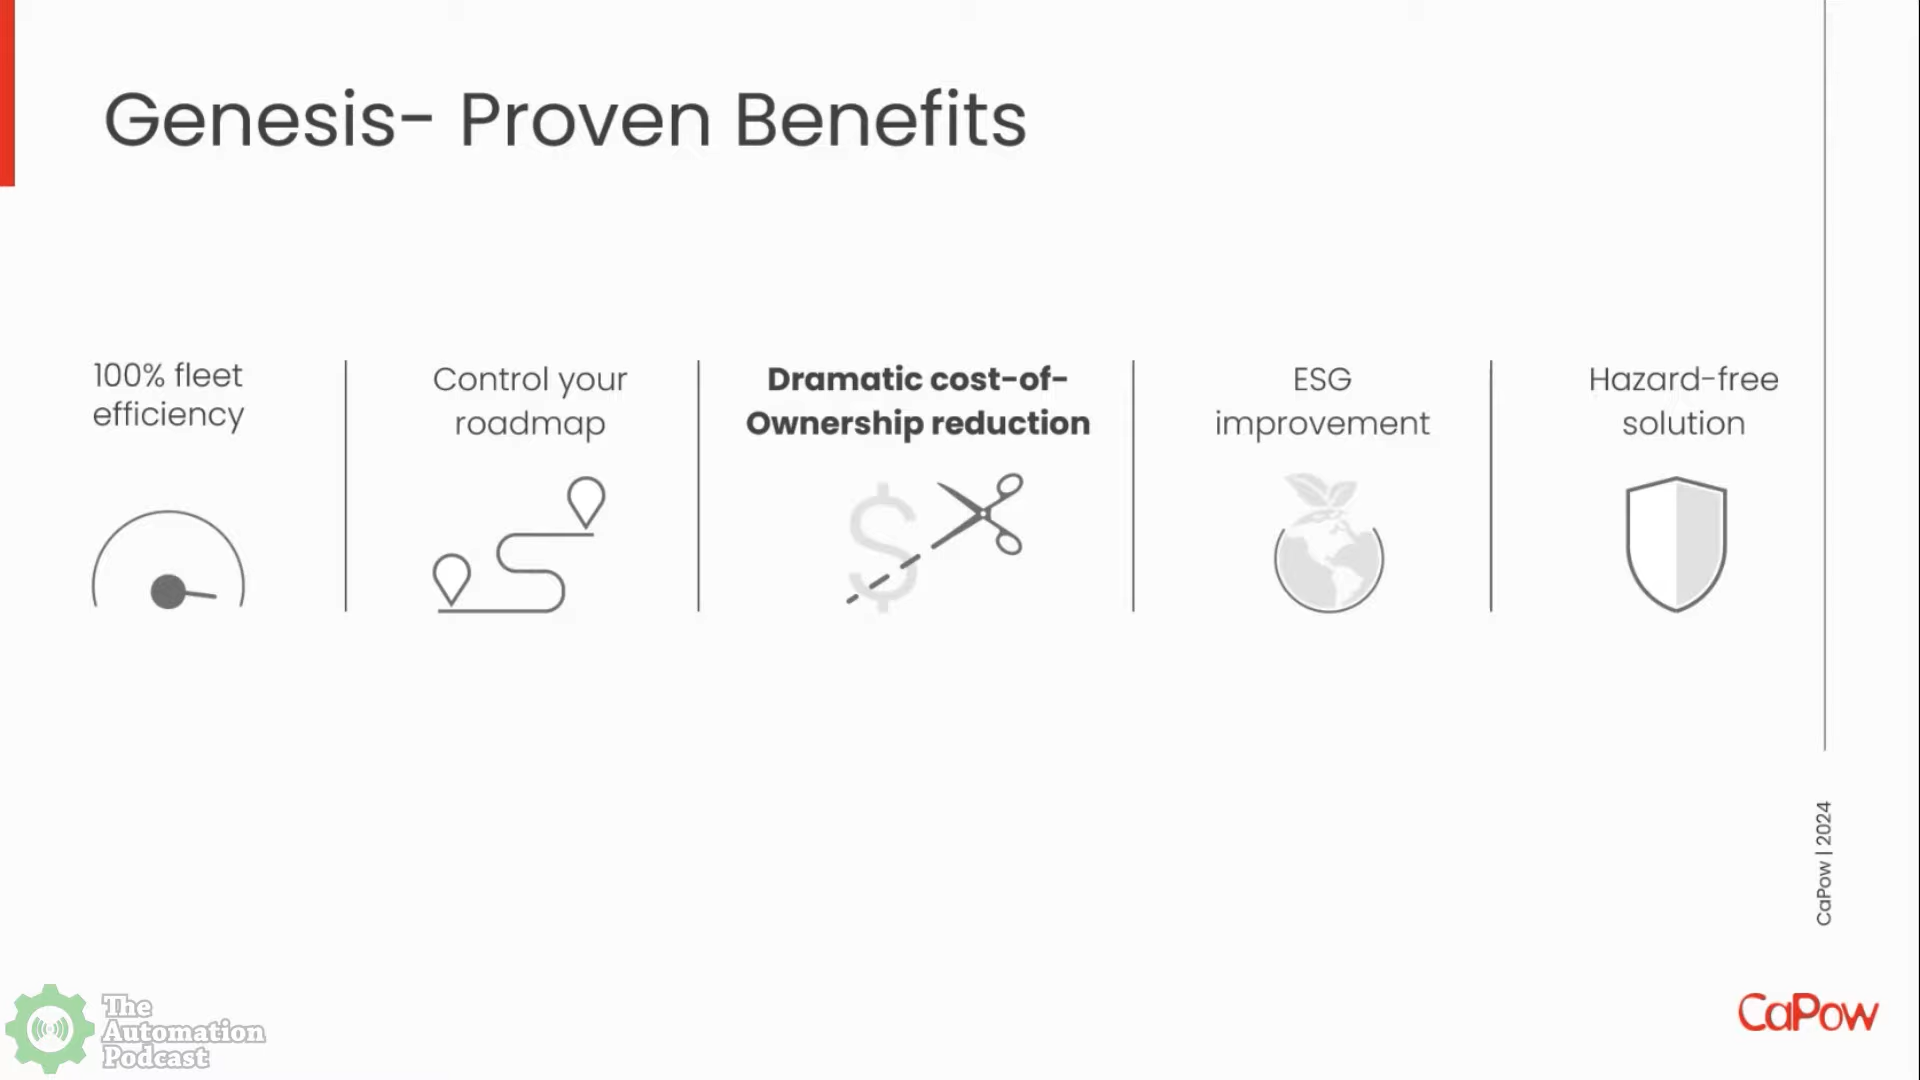 Genesis- Proven Benefits
100% fleet
efficiency
Control your
roadmap
Dramatic cost-of-
Ownership reduction
ESG
improvement
Hazard-free
solution
$
CaPow | 2024
The
Automation
Podcast
CaPow